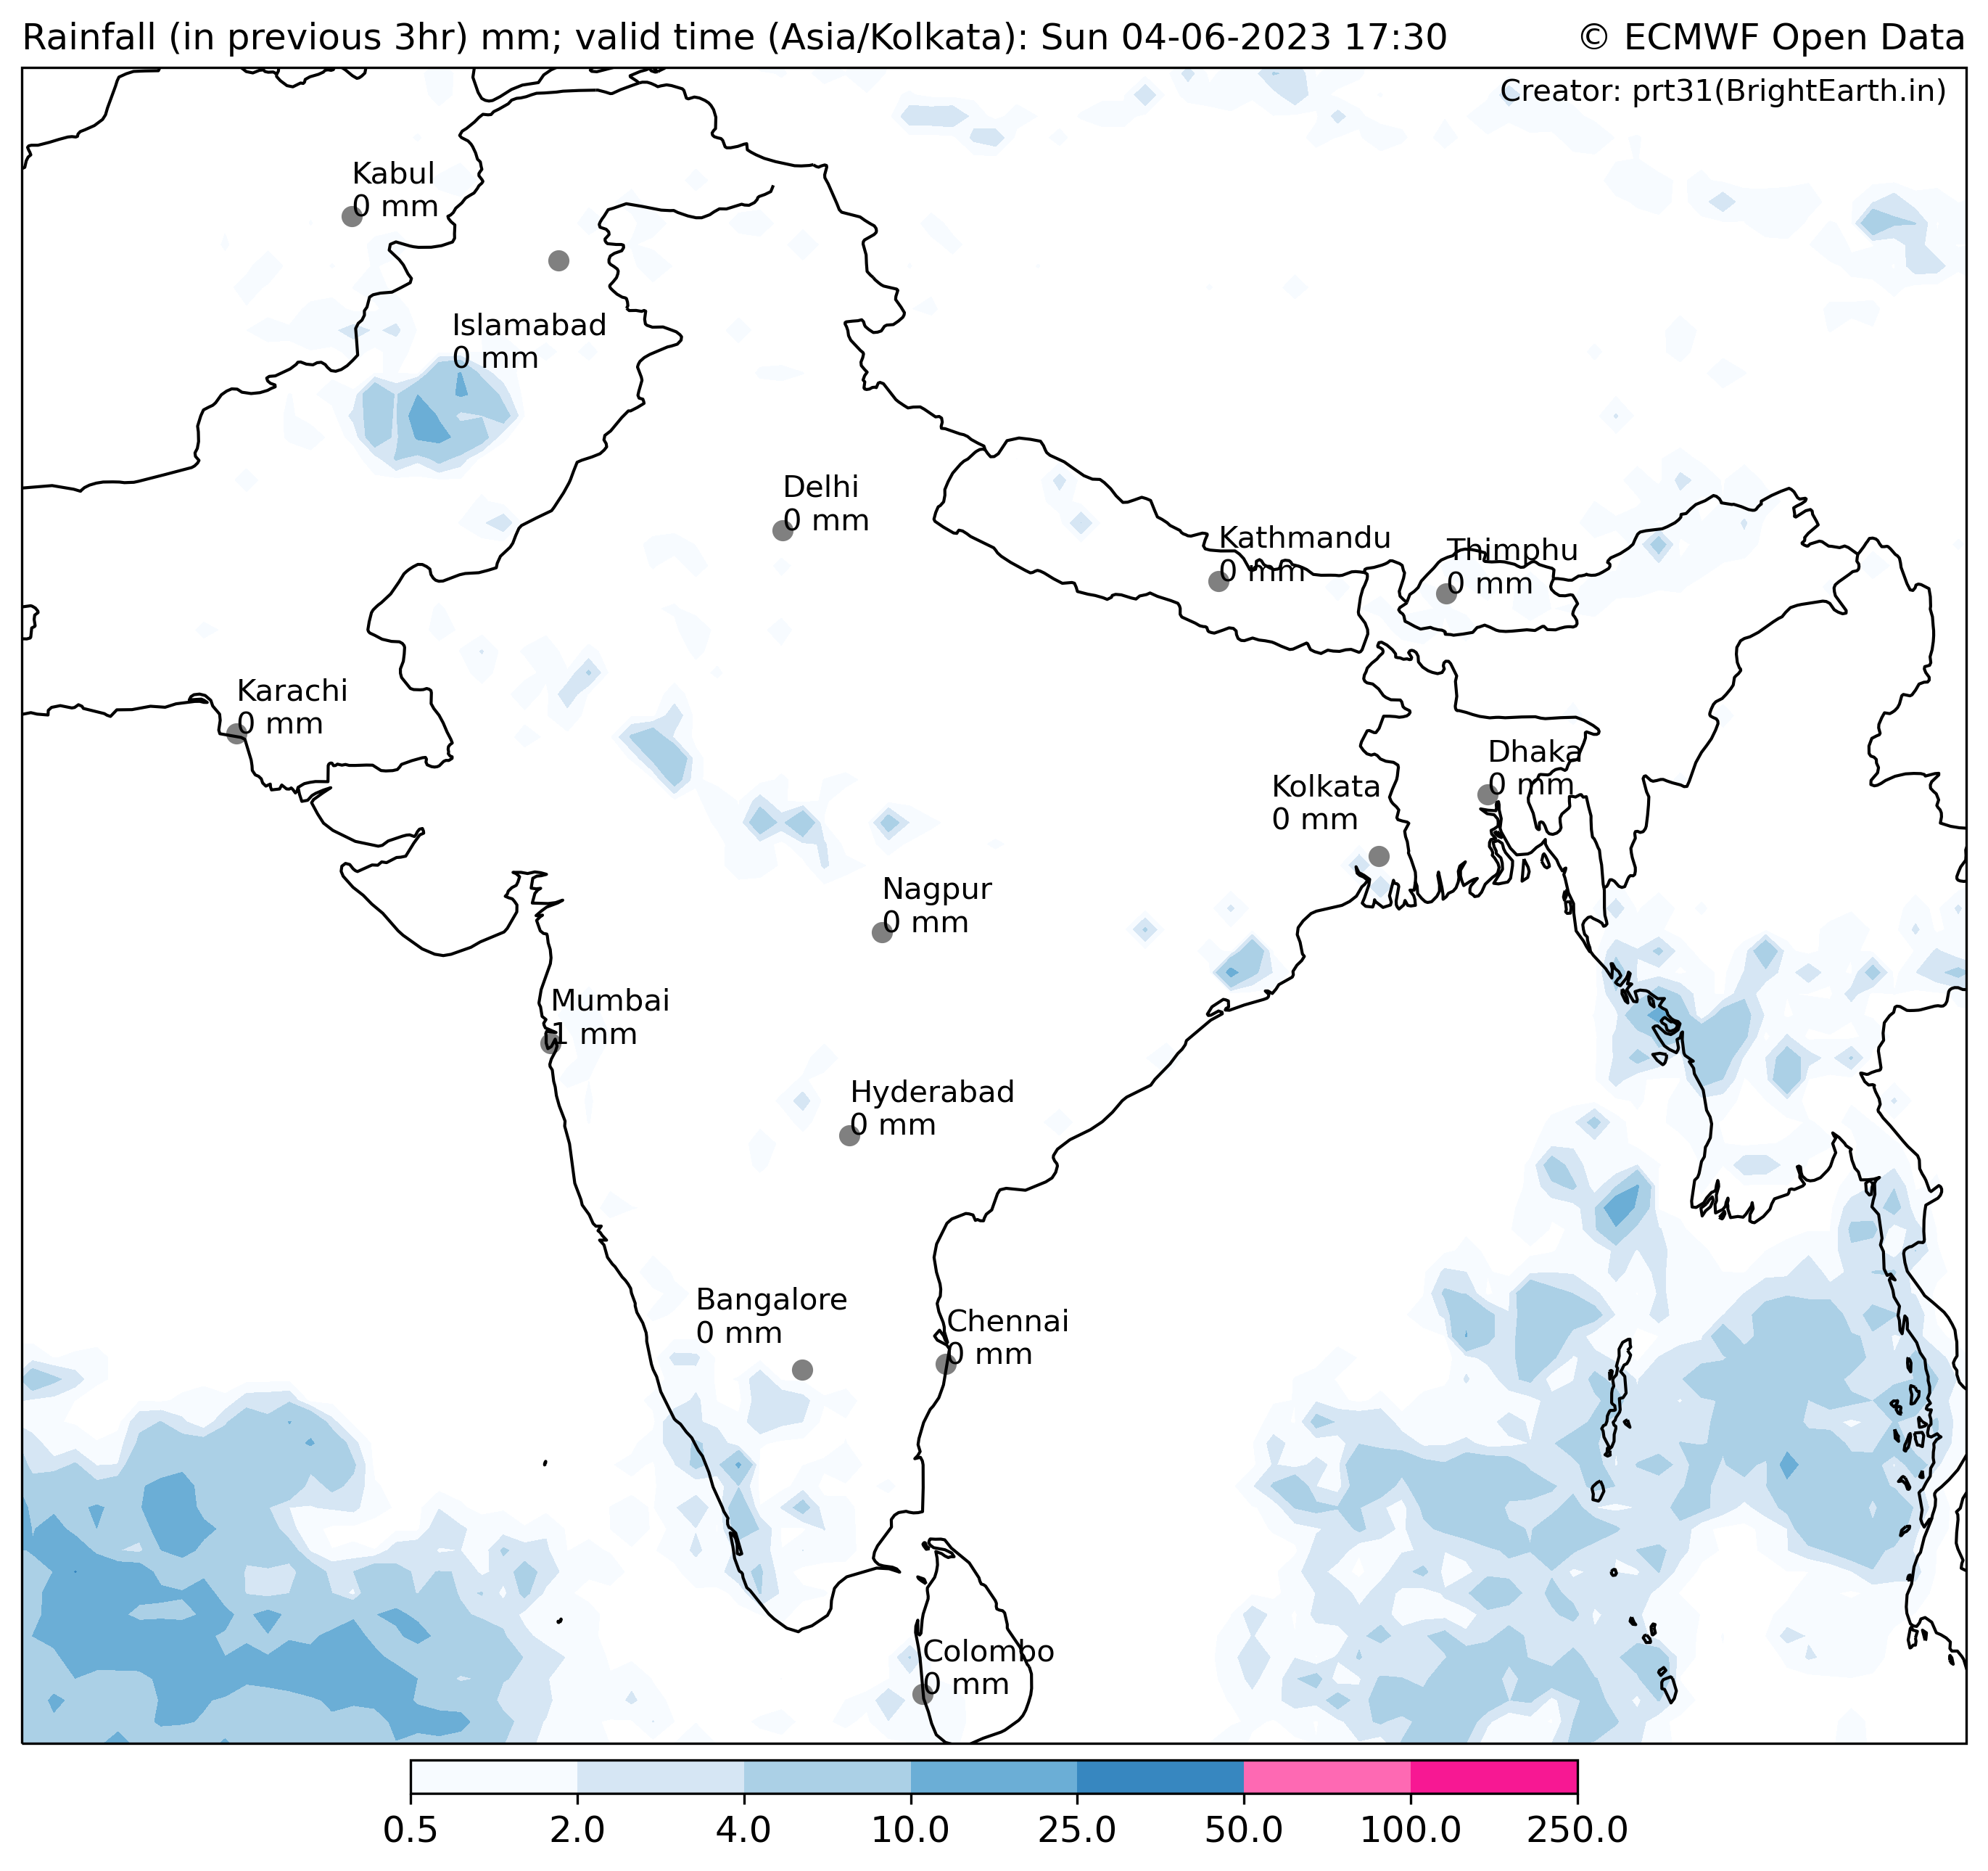 Rainfall (in previous 3hr) mm; valid time (Asia/Kolkata): Sun 04-06-2023 17:30
© ECMWF Open Data
Creator: prt31(BrightEarth.in)
Kabul
0 mm
Islamabad
0 mm
Delhi
0 mm
Kathmandu
0 mm
Thimphu
0 mm
Karachi
0 mm
Dhaka
0 mm
Kolkata
0 mm
Nagpur
0 mm
Mumbai
1 mm
Hyderabad
0 mm
Bangalore
0 mm
Chennai
0 mm
Colombo
0 mm
0.5 2.0 4.0 10.0 25.0 50.0 100.0 250.0